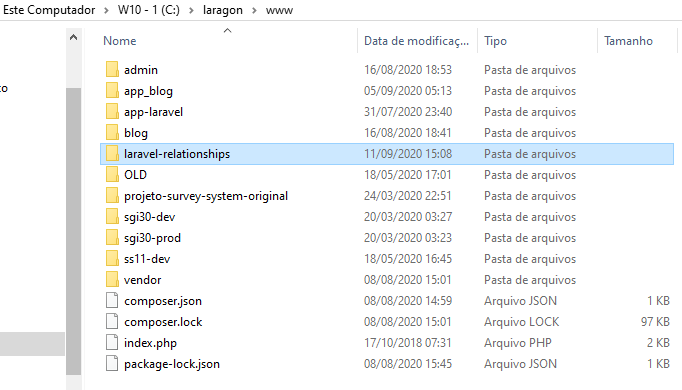 Este Computador > W10 - 1 (C:) > laragon > www
Nome Data de modificaç... Tipo Tamanho
to
admin 16/08/2020 18:53 Pasta de arquivos
app_blog 05/09/2020 05:13 Pasta de arquivos
app-laravel 31/07/2020 23:40 Pasta de arquivos
blog 16/08/2020 18:41 Pasta de arquivos
laravel-relationships 11/09/2020 15:08 Pasta de arquivos
OLD 18/05/2020 17:01 Pasta de arquivos
projeto-survey-system-original 24/03/2020 22:51 Pasta de arquivos
sgi30-dev 20/03/2020 03:27 Pasta de arquivos
sgi30-prod 20/03/2020 03:23 Pasta de arquivos
ss11-dev 18/05/2020 16:45 Pasta de arquivos
vendor 08/08/2020 15:01 Pasta de arquivos
composer.json 08/08/2020 14:59 Arquivo JSON 1 KB
composer.lock 08/08/2020 15:01 Arquivo LOCK 97 KB
index.php 17/10/2018 07:31 Arquivo PHP 2 KB
package-lock.json 08/08/2020 15:45 Arquivo JSON 1 KB